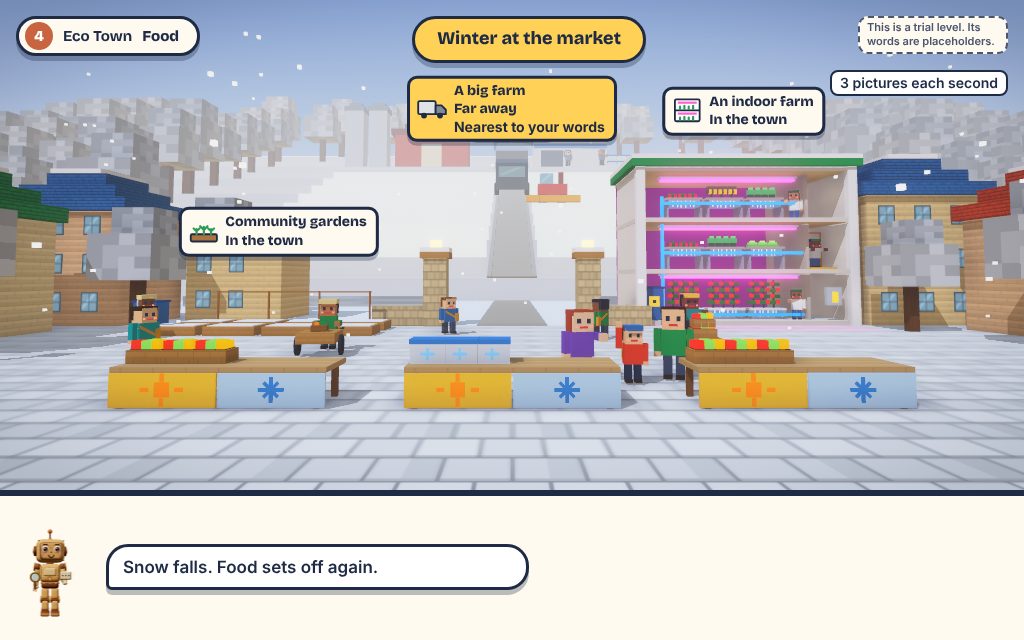 4 Eco Town Food
Winter at the market
This is a trial level. Its
words are placeholders.
3 pictures each second
A big farm
Far away
Nearest to your words
An indoor farm
In the town
Community gardens
In the town
Snow falls. Food sets off again.